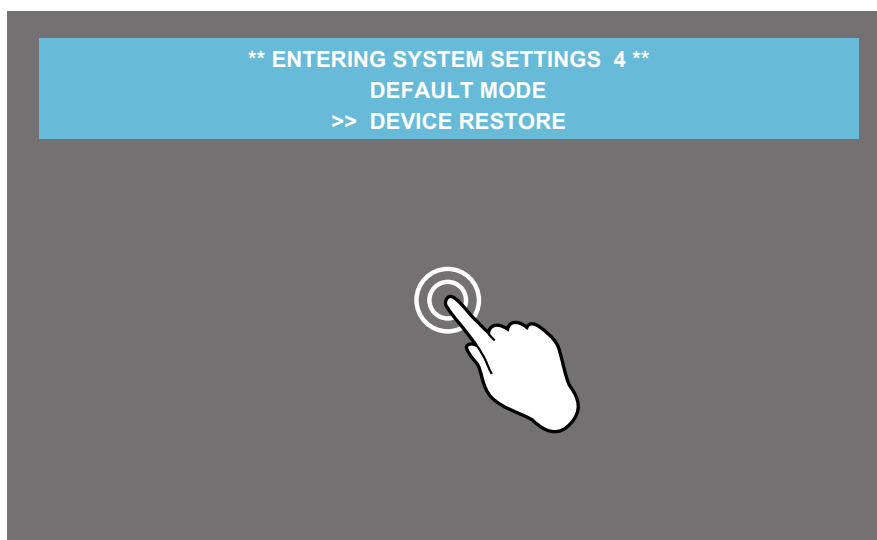 ** ENTERING SYSTEM SETTINGS  4 **
DEFAULT MODE
>>  DEVICE RESTORE